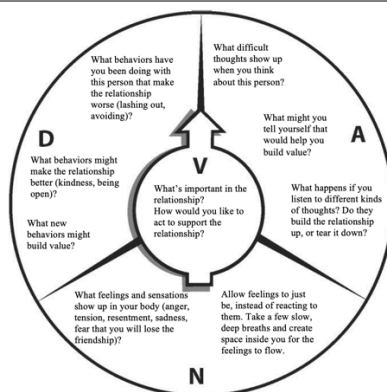 What behaviors have
you been doing with
this person that make
the relationship
worse (lashing out,
avoiding)?
What difficult
thoughts show up
when you think
about this person?
D
What behaviors might
make the relationship
better (kindness, being
open)?
What new
behaviors might
build value?
What might you
tell yourself that
would help you
build value?
A
What happens if you
listen to different kinds
of thoughts? Do they
build the relationship
up, or tear it down?
V
What's important in the
relationship?
How would you like to
act to support the
relationship?
What feelings and sensations
show up in your body (anger,
tension, resentment, sadness,
fear that you will lose the
friendship)?
Allow feelings to just
be, instead of reacting to
them. Take a few slow,
deep breaths and create
space inside you for the
feelings to flow.
N